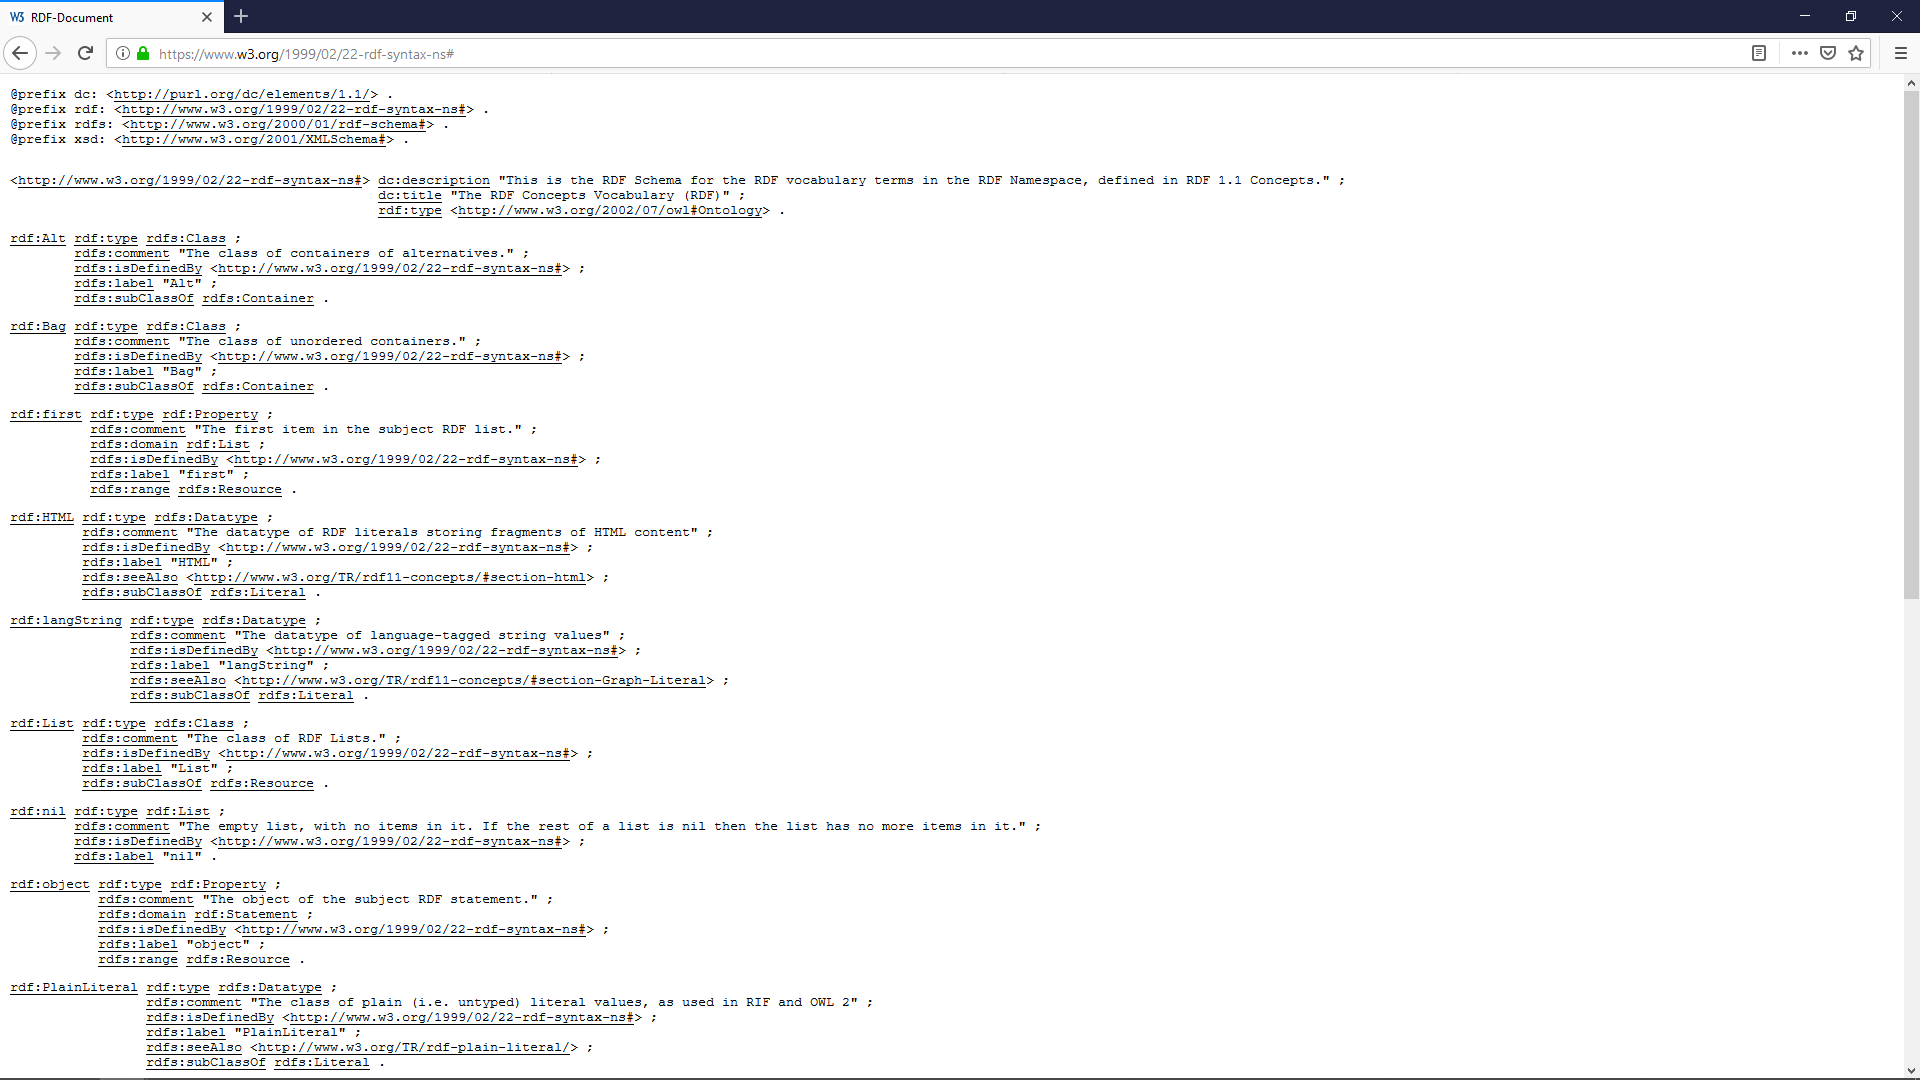 W3 RDF-Document
https://www.w3.org/1999/02/22-rdf-syntax-ns#
@prefix dc: <http://purl.org/dc/elements/1.1/> .
@prefix rdf: <http://www.w3.org/1999/02/22-rdf-syntax-ns#> .
@prefix rdfs: <http://www.w3.org/2000/01/rdf-schema#> .
@prefix xsd: <http://www.w3.org/2001/XMLSchema#> .
<http://www.w3.org/1999/02/22-rdf-syntax-ns#> dc:description "This is the RDF Schema for the RDF vocabulary terms in the RDF Namespace, defined in RDF 1.1 Concepts." ;
dc:title "The RDF Concepts Vocabulary (RDF)" ;
rdf:type <http://www.w3.org/2002/07/owl#Ontology> .
rdf:Alt rdf:type rdfs:Class ;
rdfs:comment "The class of containers of alternatives." ;
rdfs:isDefinedBy <http://www.w3.org/1999/02/22-rdf-syntax-ns#> ;
rdfs:label "Alt" ;
rdfs:subClassOf rdfs:Container .
rdf:Bag rdf:type rdfs:Class ;
rdfs:comment "The class of unordered containers." ;
rdfs:isDefinedBy <http://www.w3.org/1999/02/22-rdf-syntax-ns#> ;
rdfs:label "Bag" ;
rdfs:subClassOf rdfs:Container .
rdf:first rdf:type rdf:Property ;
rdfs:comment "The first item in the subject RDF list." ;
rdfs:domain rdf:List ;
rdfs:isDefinedBy <http://www.w3.org/1999/02/22-rdf-syntax-ns#> ;
rdfs:label "first" ;
rdfs:range rdfs:Resource .
rdf:HTML rdf:type rdfs:Datatype ;
rdfs:comment "The datatype of RDF literals storing fragments of HTML content" ;
rdfs:isDefinedBy <http://www.w3.org/1999/02/22-rdf-syntax-ns#> ;
rdfs:label "HTML" ;
rdfs:seeAlso <http://www.w3.org/TR/rdf11-concepts/#section-html> ;
rdfs:subClassOf rdfs:Literal .
rdf:langString rdf:type rdfs:Datatype ;
rdfs:comment "The datatype of language-tagged string values" ;
rdfs:isDefinedBy <http://www.w3.org/1999/02/22-rdf-syntax-ns#> ;
rdfs:label "langString" ;
rdfs:seeAlso <http://www.w3.org/TR/rdf11-concepts/#section-Graph-Literal> ;
rdfs:subClassOf rdfs:Literal .
rdf:List rdf:type rdfs:Class ;
rdfs:comment "The class of RDF Lists." ;
rdfs:isDefinedBy <http://www.w3.org/1999/02/22-rdf-syntax-ns#> ;
rdfs:label "List" ;
rdfs:subClassOf rdfs:Resource .
rdf:nil rdf:type rdf:List ;
rdfs:comment "The empty list, with no items in it. If the rest of a list is nil then the list has no more items in it." ;
rdfs:isDefinedBy <http://www.w3.org/1999/02/22-rdf-syntax-ns#> ;
rdfs:label "nil" .
rdf:object rdf:type rdf:Property ;
rdfs:comment "The object of the subject RDF statement." ;
rdfs:domain rdf:Statement ;
rdfs:isDefinedBy <http://www.w3.org/1999/02/22-rdf-syntax-ns#> ;
rdfs:label "object" ;
rdfs:range rdfs:Resource .
rdf:PlainLiteral rdf:type rdfs:Datatype ;
rdfs:comment "The class of plain (i.e. untyped) literal values, as used in RIF and OWL 2" ;
rdfs:isDefinedBy <http://www.w3.org/1999/02/22-rdf-syntax-ns#> ;
rdfs:label "PlainLiteral" ;
rdfs:seeAlso <http://www.w3.org/TR/rdf-plain-literal/> ;
rdfs:subClassOf rdfs:Literal .